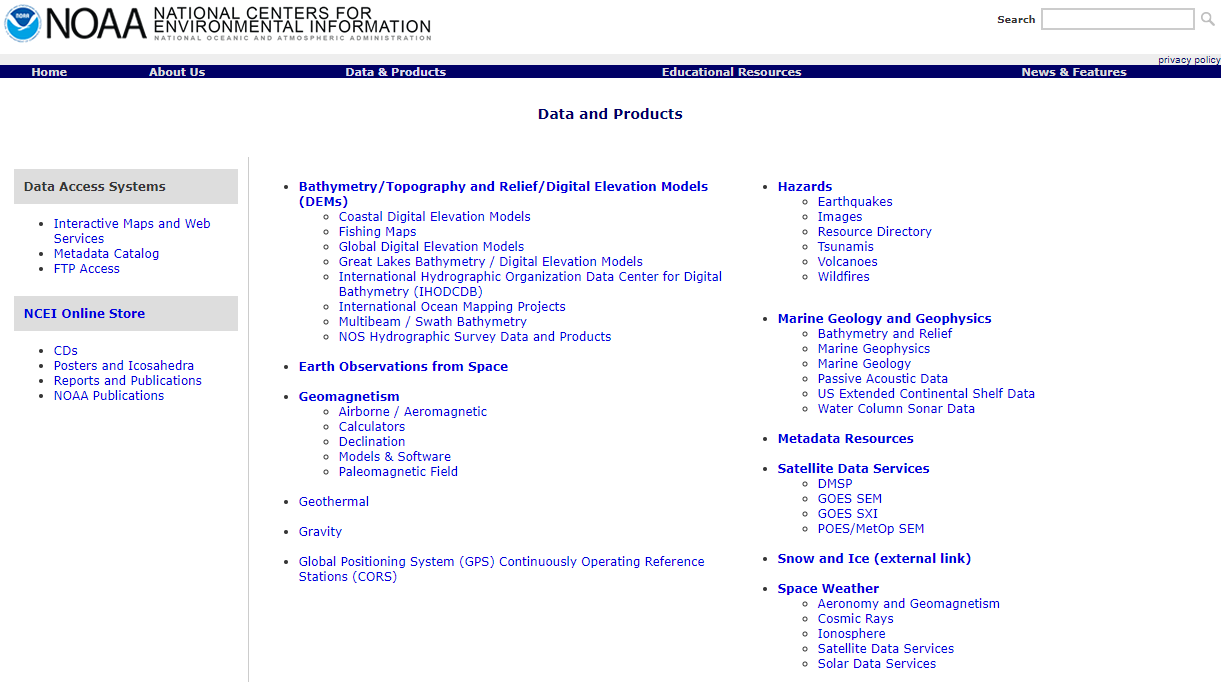 NOAA
NOAA
NATIONAL CENTERS FOR
ENVIRONMENTAL INFORMATION
NATIONAL OCEANIC AND ATMOSPHERIC ADMINISTRATION
Search
privacy policy
Home About Us Data & Products Educational Resources News & Features
Data and Products
Data Access Systems
Interactive Maps and Web
Services
Metadata Catalog
FTP Access
NCEI Online Store
CDs
Posters and Icosahedra
Reports and Publications
NOAA Publications
Bathymetry/Topography and Relief/Digital Elevation Models
(DEMs)
Coastal Digital Elevation Models
Fishing Maps
Global Digital Elevation Models
Great Lakes Bathymetry / Digital Elevation Models
International Hydrographic Organization Data Center for Digital
Bathymetry (IHODCDB)
International Ocean Mapping Projects
Multibeam / Swath Bathymetry
NOS Hydrographic Survey Data and Products
Earth Observations from Space
Geomagnetism
Airborne / Aeromagnetic
Calculators
Declination
Models & Software
Paleomagnetic Field
Geothermal
Gravity
Global Positioning System (GPS) Continuously Operating Reference
Stations (CORS)
Hazards
Earthquakes
Images
Resource Directory
Tsunamis
Volcanoes
Wildfires
Marine Geology and Geophysics
Bathymetry and Relief
Marine Geophysics
Marine Geology
Passive Acoustic Data
US Extended Continental Shelf Data
Water Column Sonar Data
Metadata Resources
Satellite Data Services
DMSP
GOES SEM
GOES SXI
POES/MetOp SEM
Snow and Ice (external link)
Space Weather
Aeronomy and Geomagnetism
Cosmic Rays
Ionosphere
Satellite Data Services
Solar Data Services